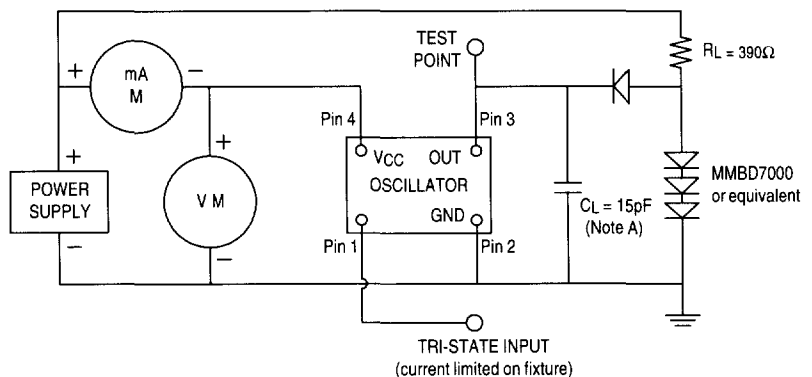 TEST
POINT
RL = 390Ω
+
mA
M
−
Pin 4
Pin 3
+
+
VCC
OUT
OSCILLATOR
GND
POWER
SUPPLY
V M
MMBD7000
or equivalent
CL = 15pF
(Note A)
−
−
Pin 1
Pin 2
TRI-STATE INPUT
(current limited on fixture)